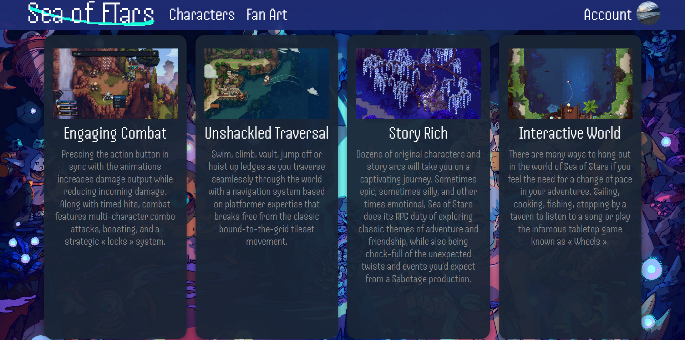 Sea of Stars
Characters
Fan Art
Account
Engaging Combat
Pressing the action button in
sync with the animations
increases damage output while
reducing incoming damage.
Along with timed hits, combat
features multi-character combo
attacks, boosting, and a
strategic « locks » system.
Unshackled Traversal
Swim, climb, vault, jump off or
hoist up ledges as you traverse
seamlessly through the world
with a navigation system based
on platformer expertise that
breaks free from the classic
bound-to-the-grid tileset
movement.
Story Rich
Dozens of original characters and
story arcs will take you on a
captivating journey. Sometimes
epic, sometimes silly, and other
times emotional, Sea of Stars
does its RPG duty of exploring
classic themes of adventure and
friendship, while also being
chock-full of the unexpected
twists and events you'd expect
from a Sabotage production.
Interactive World
There are many ways to hang out
in the world of Sea of Stars if you
feel the need for a change of pace
in your adventures. Sailing,
cooking, fishing, stopping by a
tavern to listen to a song or play
the infamous tabletop game
known as « Wheels ».